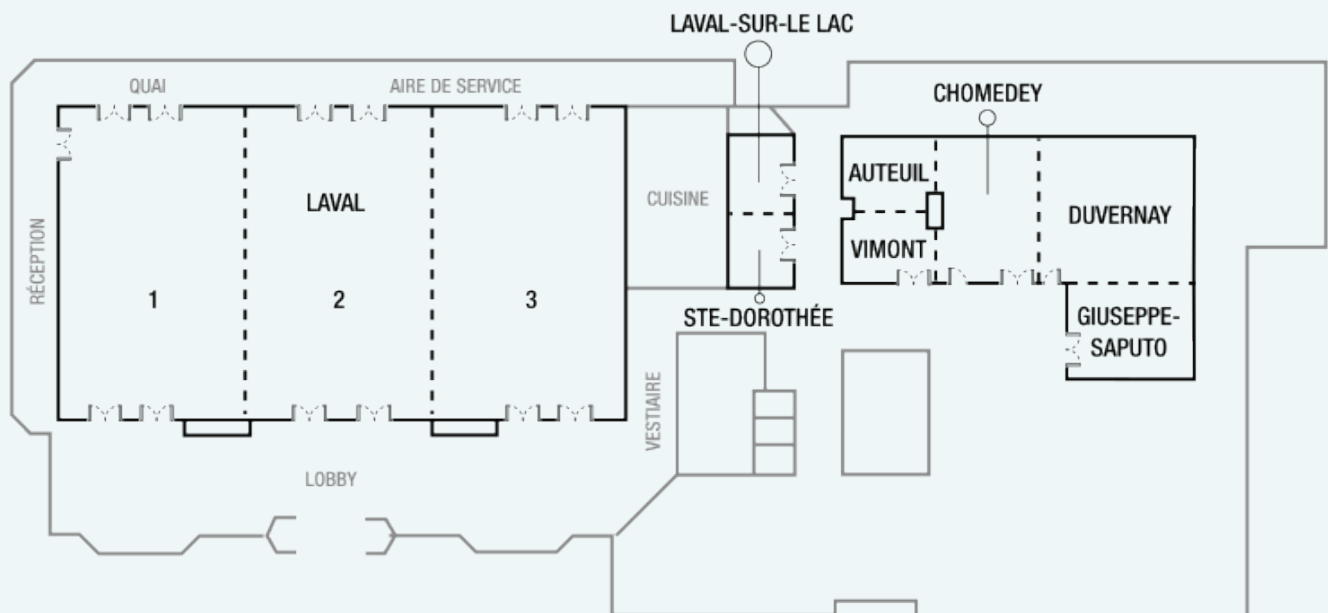 LAVAL-SUR-LE LAC
QUAI
AIRE DE SERVICE
CHOMEDEY
AUTEUIL
CUISINE
LAVAL
DUVERNAY
RÉCEPTION
VIMONT
1
2
3
STE-DOROTHÉE
GIUSEPPE-
SAPUTO
VESTIAIRE
LOBBY